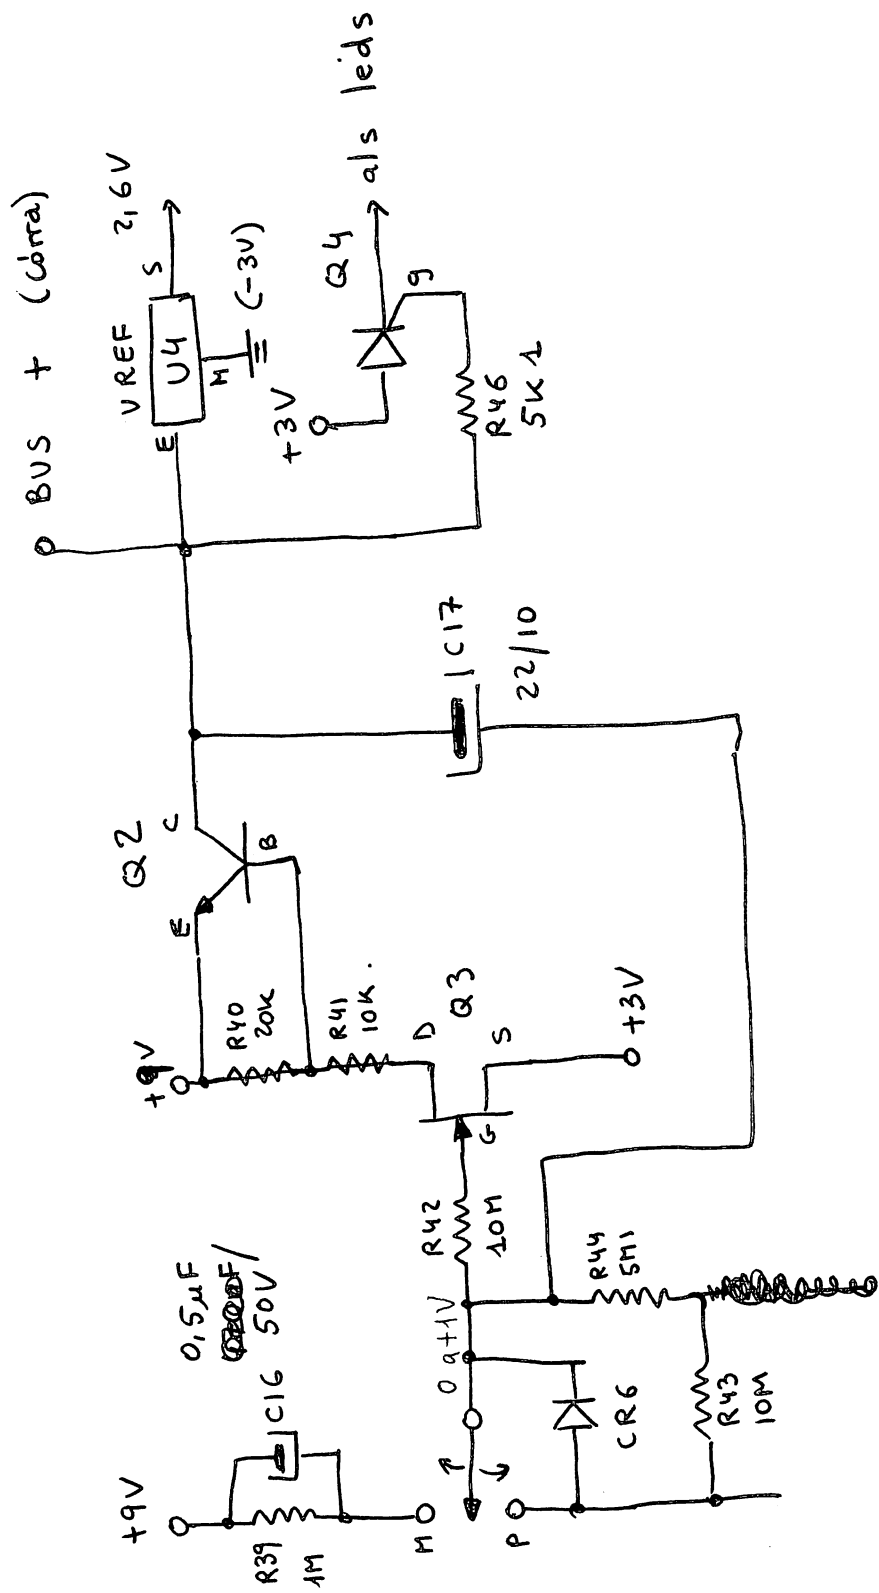 BUS + (córra)
VREF
2,6V
E
U4
S
M
(-3V)
+3V
Q4
als leds
g
R46
5K1
Q2
E
C
B
C17
22/10
+9V
R40
20K
R41
10K.
D
Q3
S
+3V
G
R42
10M
0,5µF
/
50V
+9V
C16
R39
1M
M
0 a +1V
R44
5M1
CR6
R43
10M
P